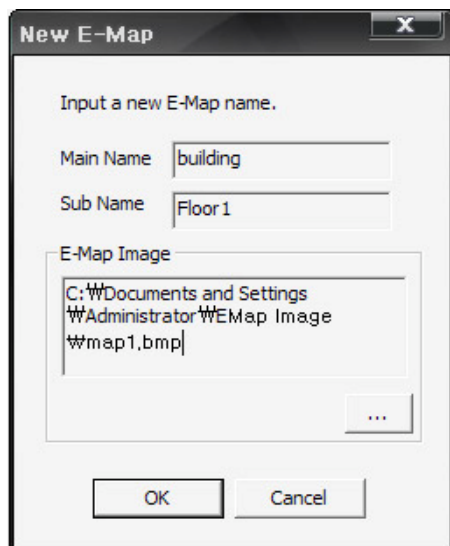 New E-Map
X
Input a new E-Map name.
Main Name building
Sub Name Floor1
E-Map Image
C:₩Documents and Settings
₩Administrator₩EMap Image
₩map1.bmp
...
OK Cancel